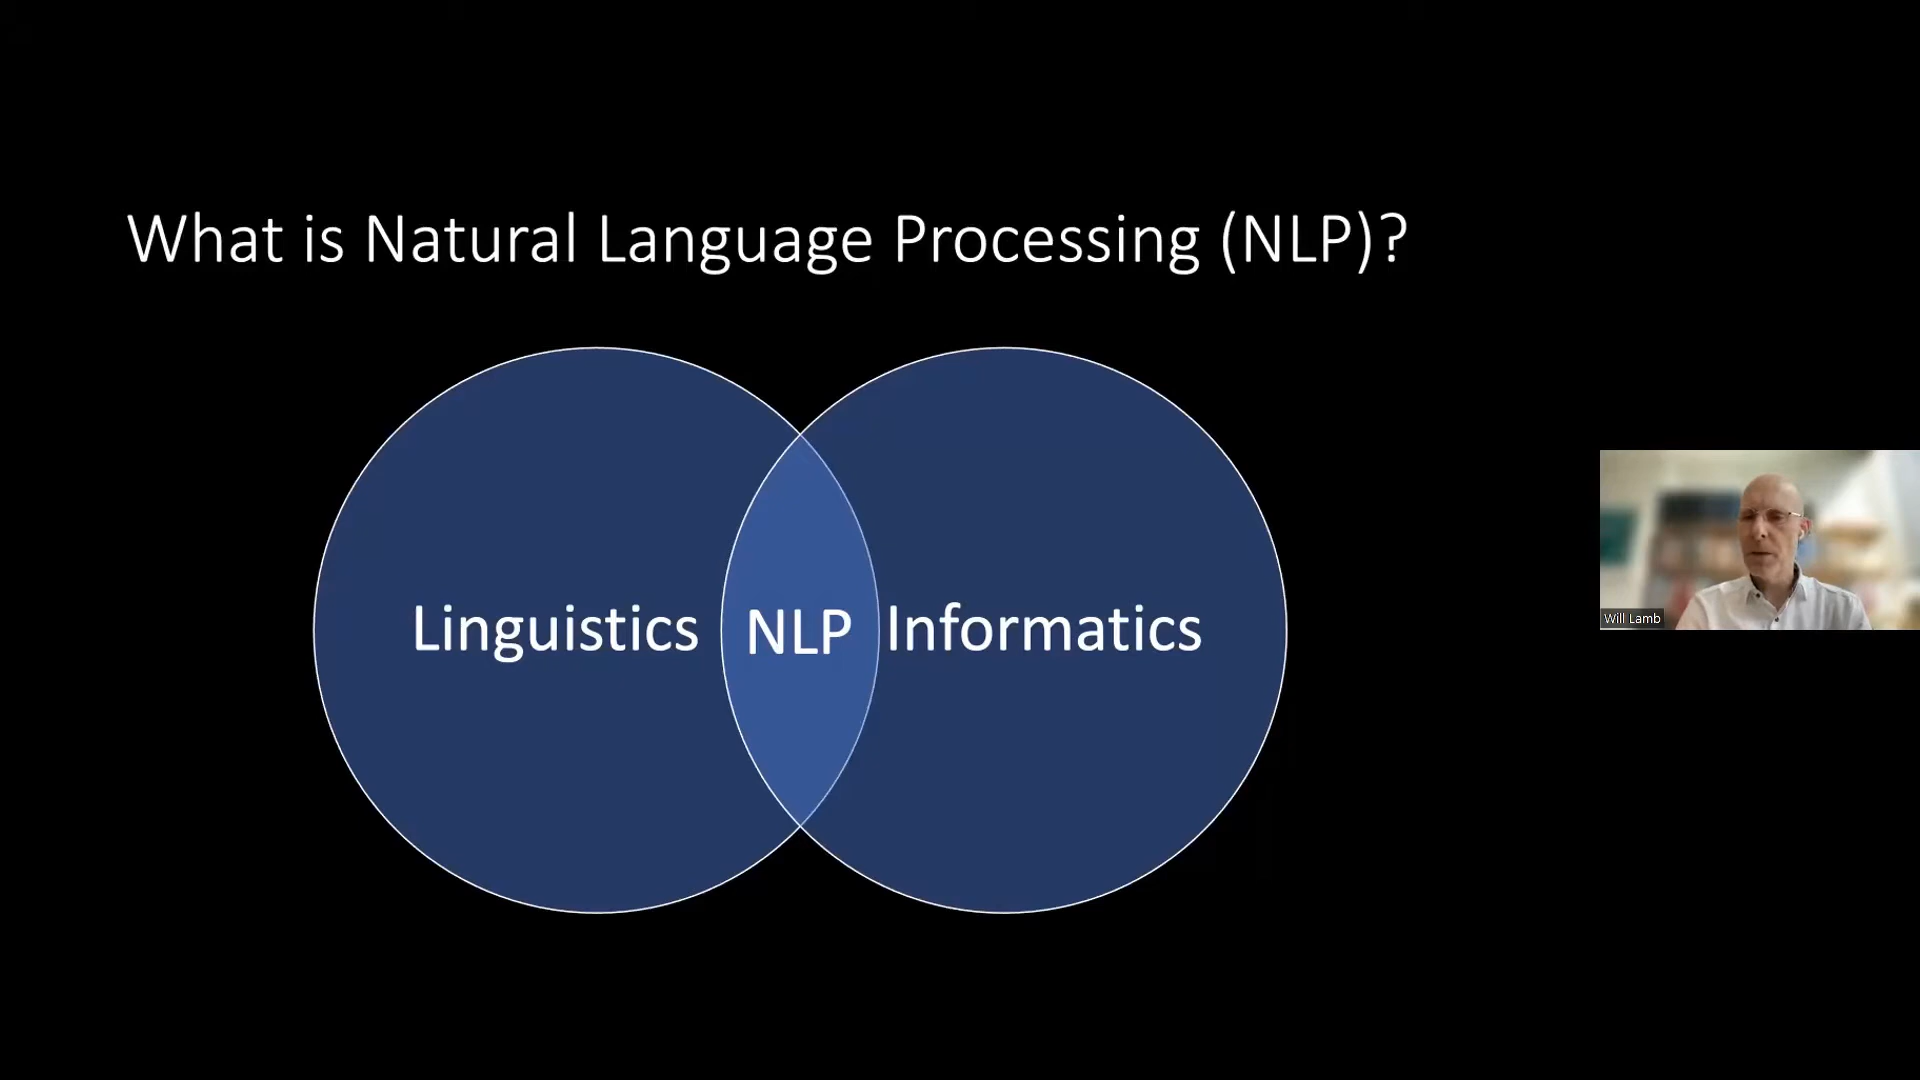 What is Natural Language Processing (NLP)?
Linguistics
NLP
Informatics
Will Lamb